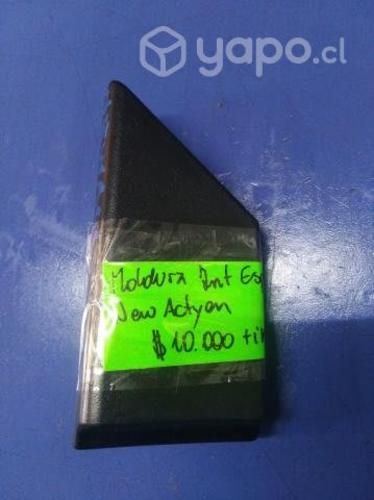 yapo.cl
Moldura Int Es
New Actyon
$10.000 + i